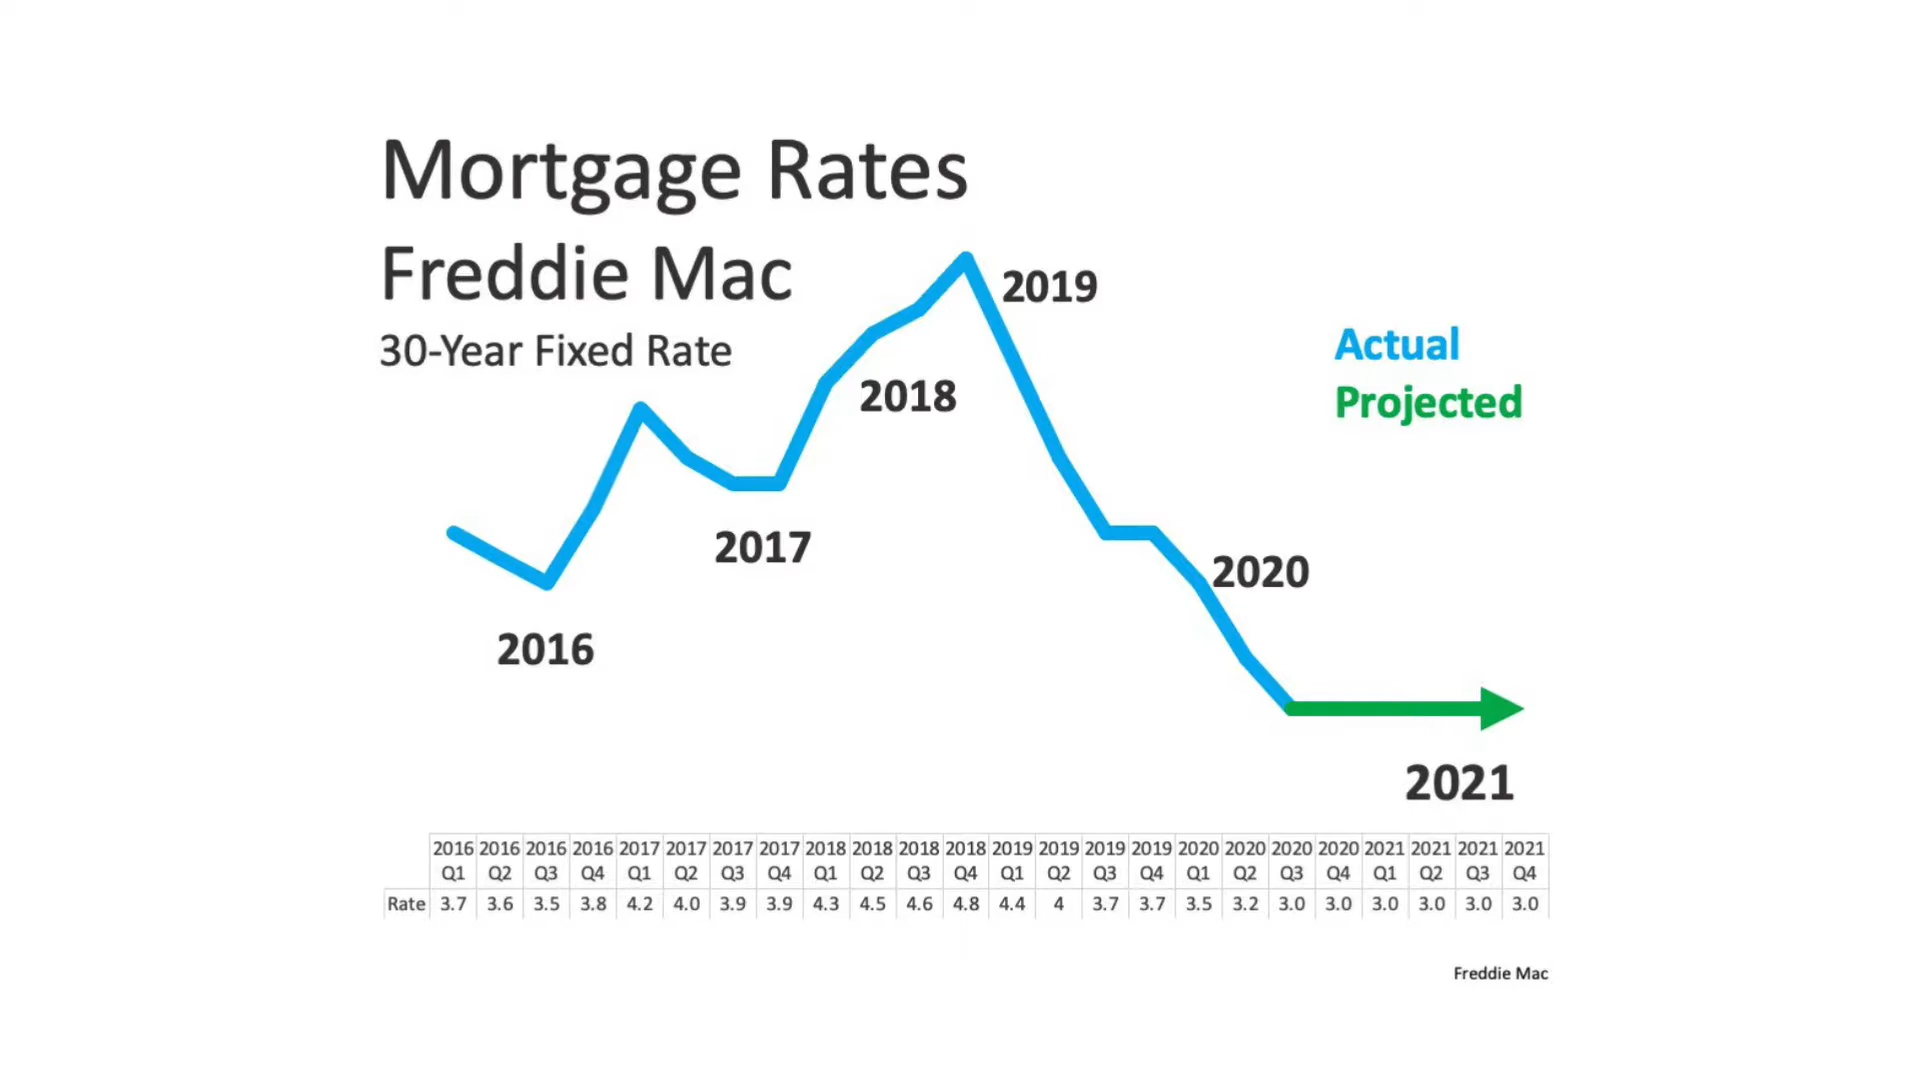 Mortgage Rates
Freddie Mac
30-Year Fixed Rate
2019
Actual
2018
Projected
2017
2020
2016
2021
2016 2016 2016 2016 2017 2017 2017 2017 2018 2018 2018 2018 2019 2019 2019 2019 2020 2020 2020 2020 2021 2021 2021 2021
Q1 Q2 Q3 Q4 Q1 Q2 Q3 Q4 Q1 Q2 Q3 Q4 Q1 Q2 Q3 Q4 Q1 Q2 Q3 Q4 Q1 Q2 Q3 Q4
Rate 3.7 3.6 3.5 3.8 4.2 4.0 3.9 3.9 4.3 4.5 4.6 4.8 4.4 4 3.7 3.7 3.5 3.2 3.0 3.0 3.0 3.0 3.0 3.0
Freddie Mac